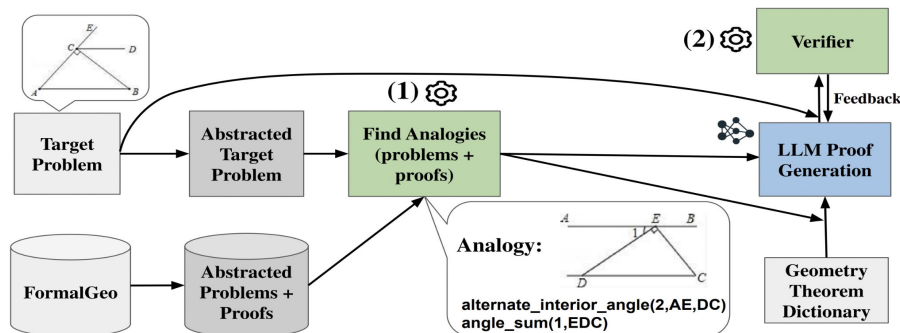 E
C
D
A
B
Target
Problem
Abstracted
Target
Problem
(1)
Find Analogies
(problems +
proofs)
(2)
Verifier
Feedback
LLM Proof
Generation
FormalGeo
Abstracted
Problems +
Proofs
Analogy:
A
E
B
1
D
C
alternate_interior_angle(2,AE,DC)
angle_sum(1,EDC)
Geometry
Theorem
Dictionary